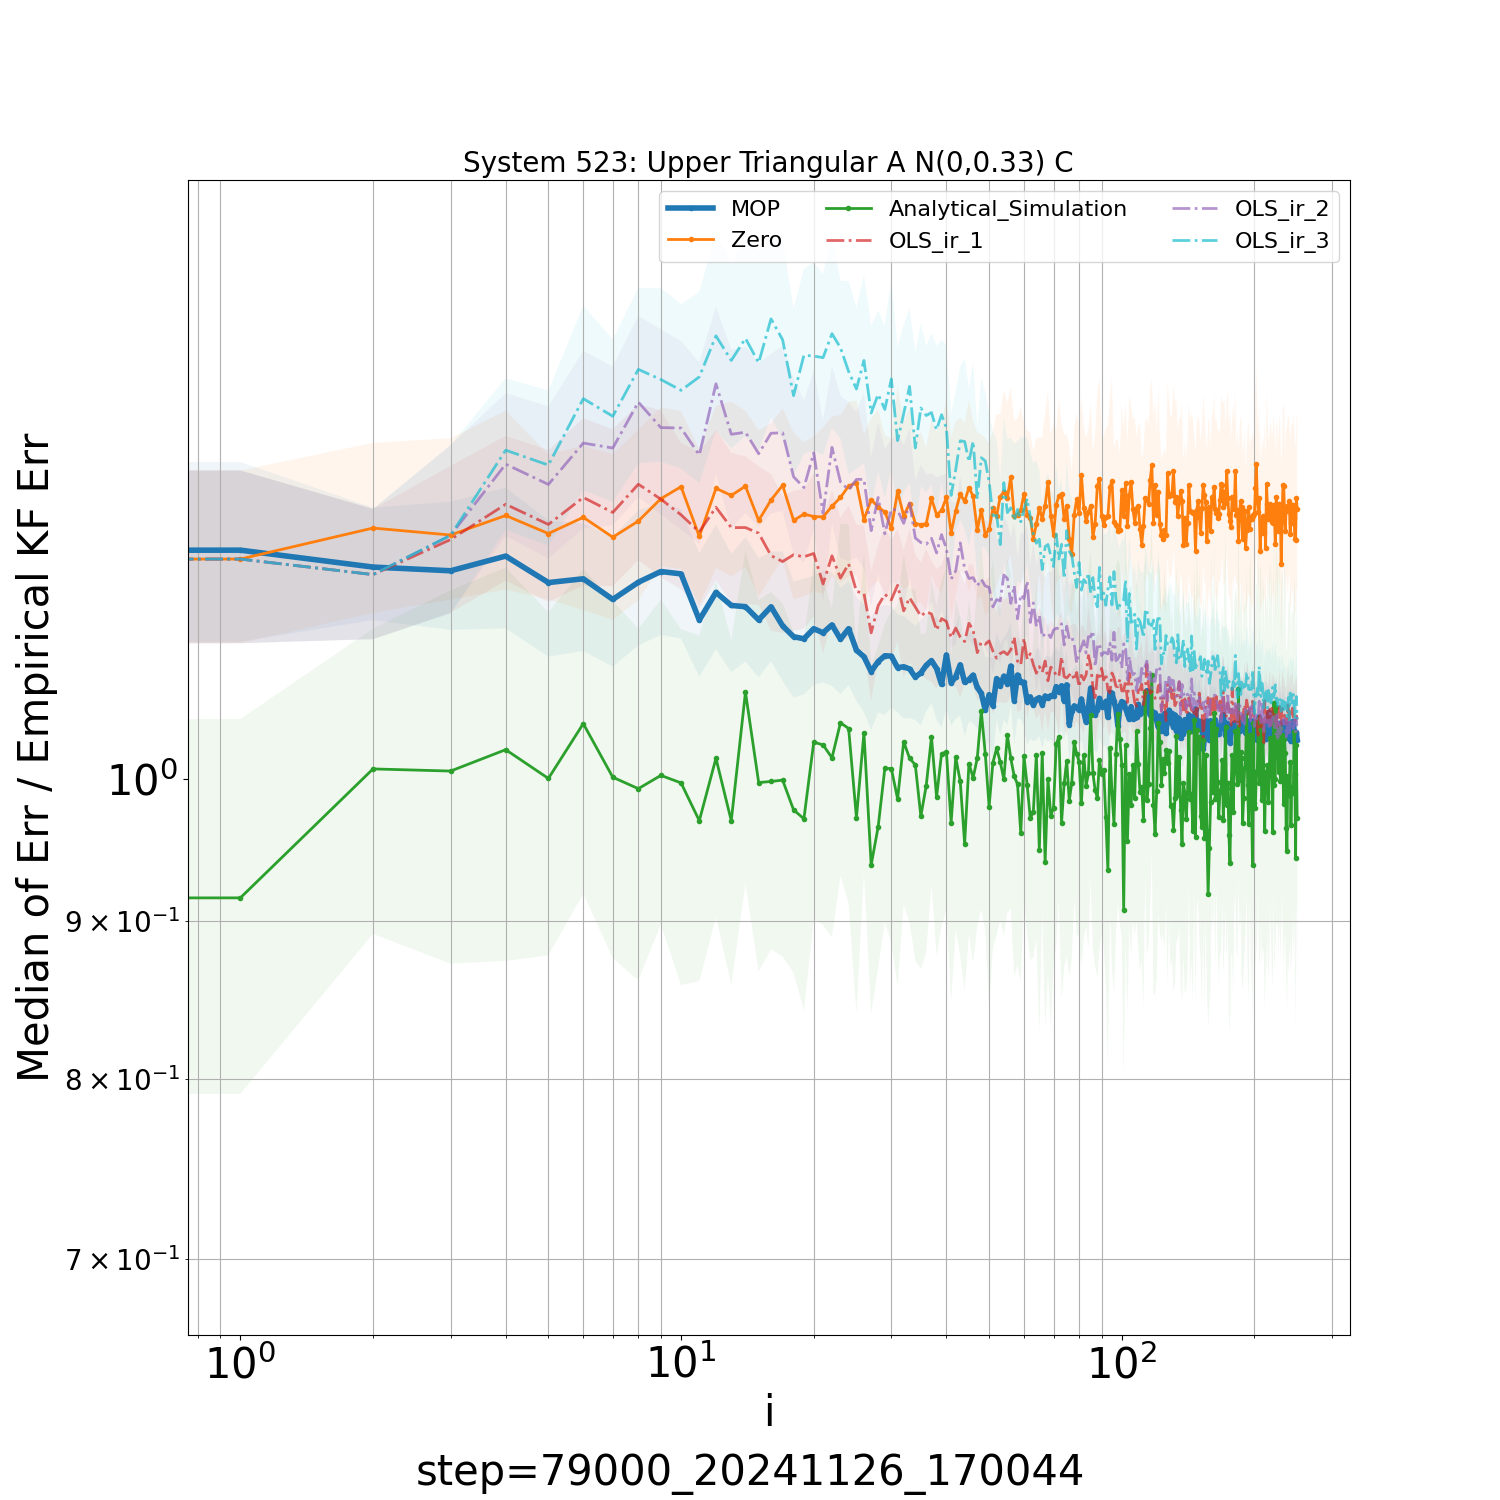 System 523: Upper Triangular A N(0,0.33) C
MOP
Zero
Analytical_Simulation
OLS_ir_1
OLS_ir_2
OLS_ir_3
Median of Err / Empirical KF Err
10⁰
9 × 10⁻¹
8 × 10⁻¹
7 × 10⁻¹
10⁰ 10¹ 10²
i
step=79000_20241126_170044